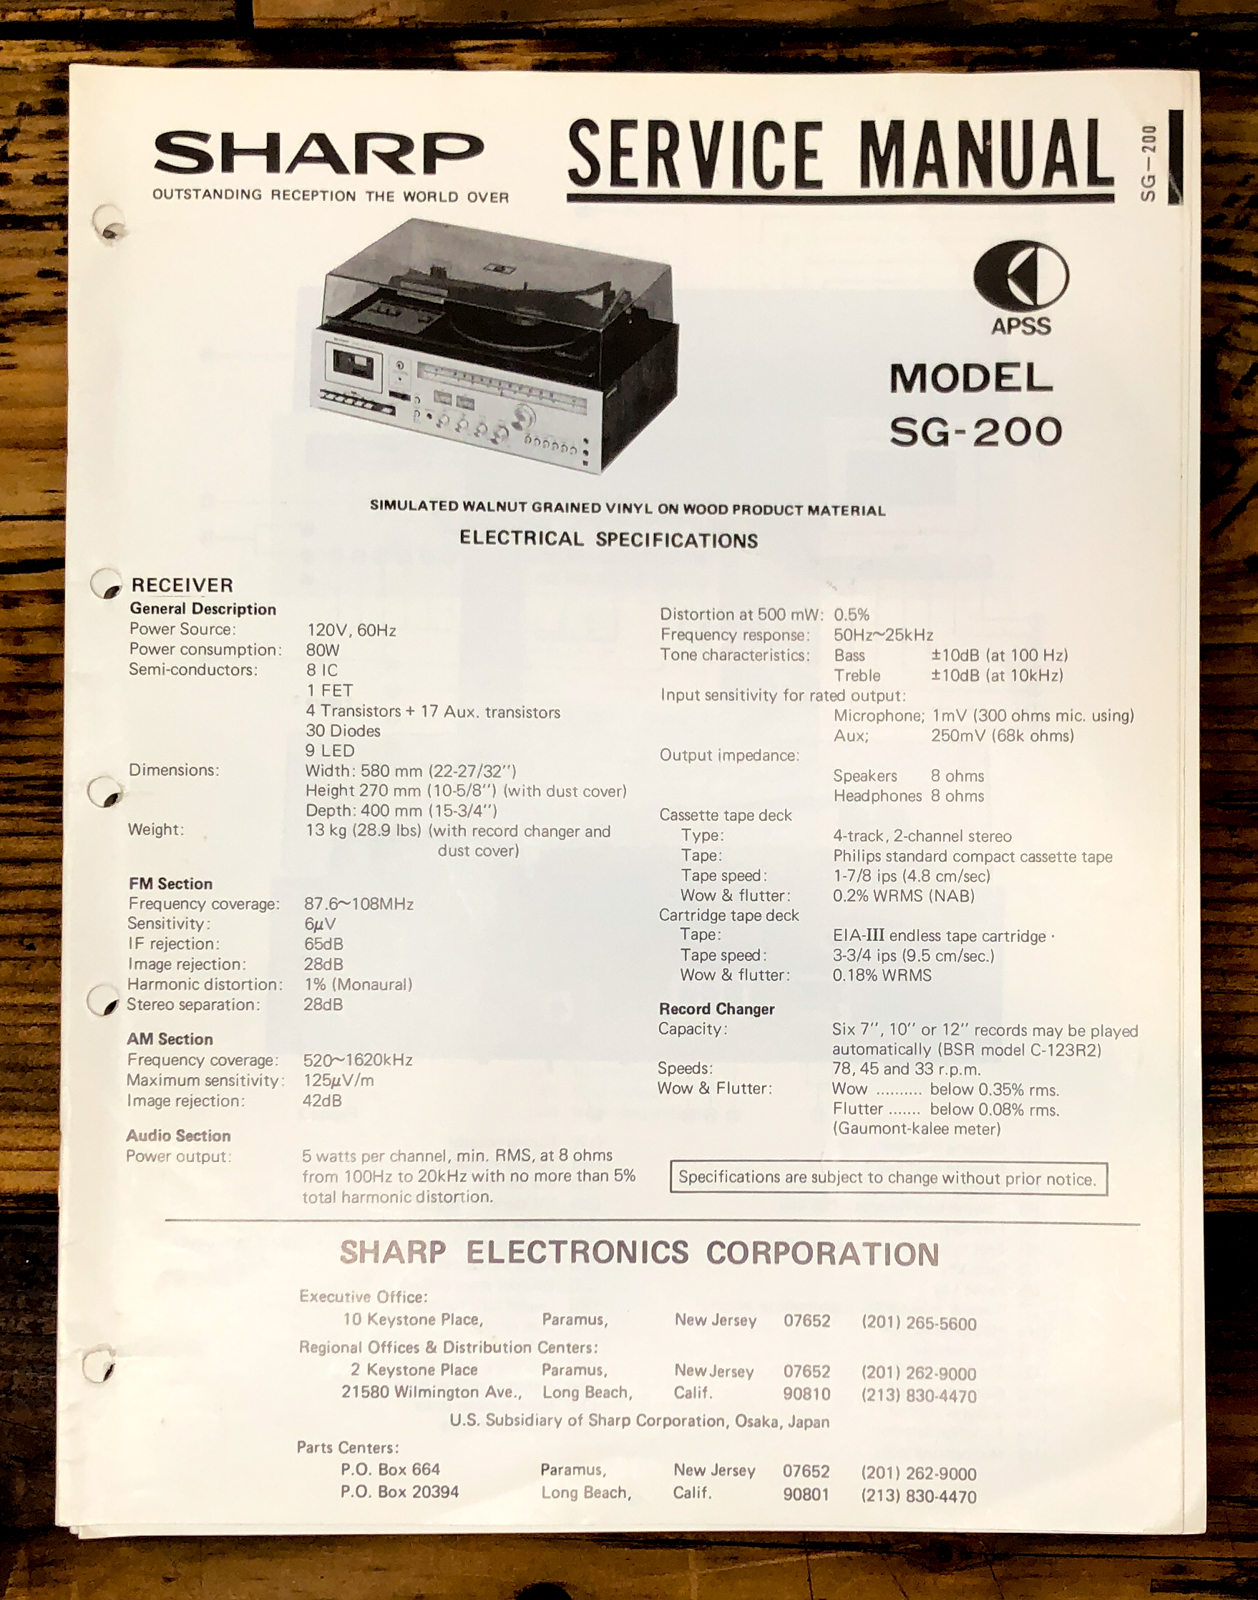 SHARP
OUTSTANDING RECEPTION THE WORLD OVER
SERVICE MANUAL
SG-200
APSS
MODEL
SG-200
SIMULATED WALNUT GRAINED VINYL ON WOOD PRODUCT MATERIAL
ELECTRICAL SPECIFICATIONS
RECEIVER
General Description
Power Source: 120V, 60Hz
Power consumption: 80W
Semi-conductors: 8 IC
1 FET
4 Transistors + 17 Aux. transistors
30 Diodes
9 LED
Dimensions: Width: 580 mm (22-27/32'')
Height 270 mm (10-5/8'') (with dust cover)
Depth: 400 mm (15-3/4'')
Weight: 13 kg (28.9 lbs) (with record changer and
dust cover)
FM Section
Frequency coverage: 87.6~108MHz
Sensitivity: 6μV
IF rejection: 65dB
Image rejection: 28dB
Harmonic distortion: 1% (Monaural)
Stereo separation: 28dB
AM Section
Frequency coverage: 520~1620kHz
Maximum sensitivity: 125μV/m
Image rejection: 42dB
Audio Section
Power output: 5 watts per channel, min. RMS, at 8 ohms
from 100Hz to 20kHz with no more than 5%
total harmonic distortion.
Distortion at 500 mW: 0.5%
Frequency response: 50Hz~25kHz
Tone characteristics: Bass ±10dB (at 100 Hz)
Treble ±10dB (at 10kHz)
Input sensitivity for rated output:
Microphone; 1mV (300 ohms mic. using)
Aux; 250mV (68k ohms)
Output impedance:
Speakers 8 ohms
Headphones 8 ohms
Cassette tape deck
Type: 4-track, 2-channel stereo
Tape: Philips standard compact cassette tape
Tape speed: 1-7/8 ips (4.8 cm/sec)
Wow & flutter: 0.2% WRMS (NAB)
Cartridge tape deck
Tape: EIA-III endless tape cartridge
Tape speed: 3-3/4 ips (9.5 cm/sec.)
Wow & flutter: 0.18% WRMS
Record Changer
Capacity: Six 7'', 10'' or 12'' records may be played
automatically (BSR model C-123R2)
Speeds: 78, 45 and 33 r.p.m.
Wow & Flutter: Wow .......... below 0.35% rms.
Flutter ....... below 0.08% rms.
(Gaumont-kalee meter)
Specifications are subject to change without prior notice.
SHARP ELECTRONICS CORPORATION
Executive Office:
10 Keystone Place, Paramus, New Jersey 07652 (201) 265-5600
Regional Offices & Distribution Centers:
2 Keystone Place Paramus, New Jersey 07652 (201) 262-9000
21580 Wilmington Ave., Long Beach, Calif. 90810 (213) 830-4470
U.S. Subsidiary of Sharp Corporation, Osaka, Japan
Parts Centers:
P.O. Box 664 Paramus, New Jersey 07652 (201) 262-9000
P.O. Box 20394 Long Beach, Calif. 90801 (213) 830-4470